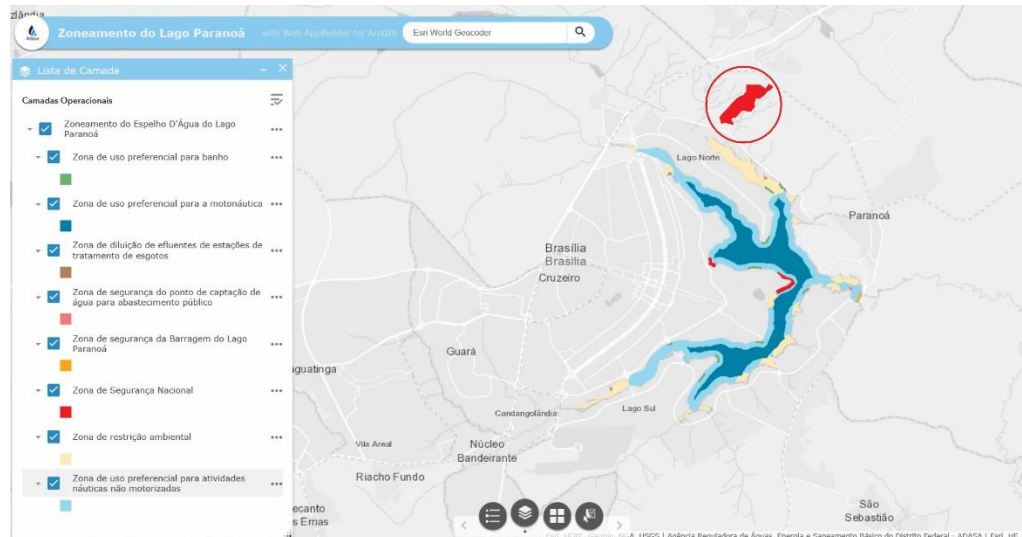 zlândia
Adasa
Zoneamento do Lago Paranoá
with Web AppBuilder for ArcGIS
Esri World Geocoder
Lista de Camada
Camadas Operacionais
Zoneamento do Espelho D'Água do Lago
Paranoá
Zona de uso preferencial para banho
Zona de uso preferencial para a motonáutica
Zona de diluição de efluentes de estações de
tratamento de esgotos
Zona de segurança do ponto de captação de
água para abastecimento público
Zona de segurança da Barragem do Lago
Paranoá
Zona de Segurança Nacional
Zona de restrição ambiental
Zona de uso preferencial para atividades
náuticas não motorizadas
Lago Norte
Paranoá
Brasília
Brasília
Cruzeiro
Guará
aguatinga
Candangolândia
Lago Sul
Vila Areal
Núcleo
Bandeirante
Riacho Fundo
ecanto
s Emas
São
Sebastião
Esri, HERE, Garmin, NGA, USGS | Agência Reguladora de Águas, Energia e Saneamento Básico do Distrito Federal - ADASA | Esri, HE